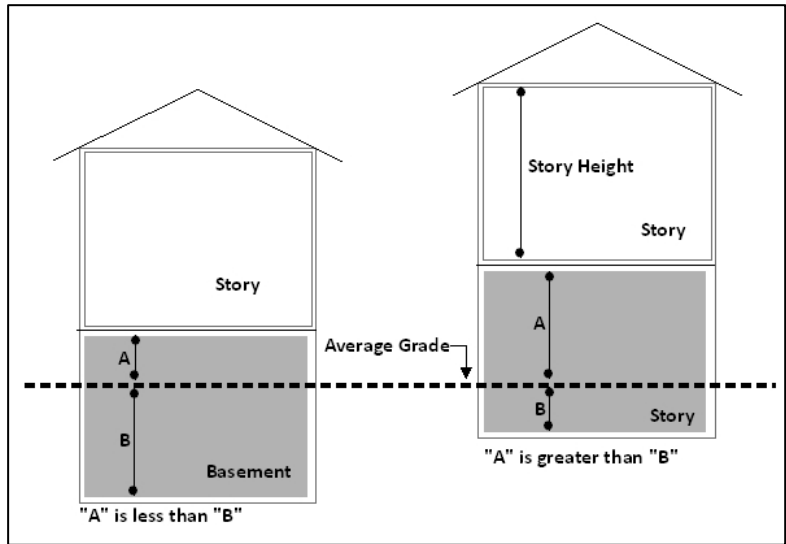 Story
A
B
Basement
"A" is less than "B"
Average Grade
Story Height
Story
A
B
Story
"A" is greater than "B"